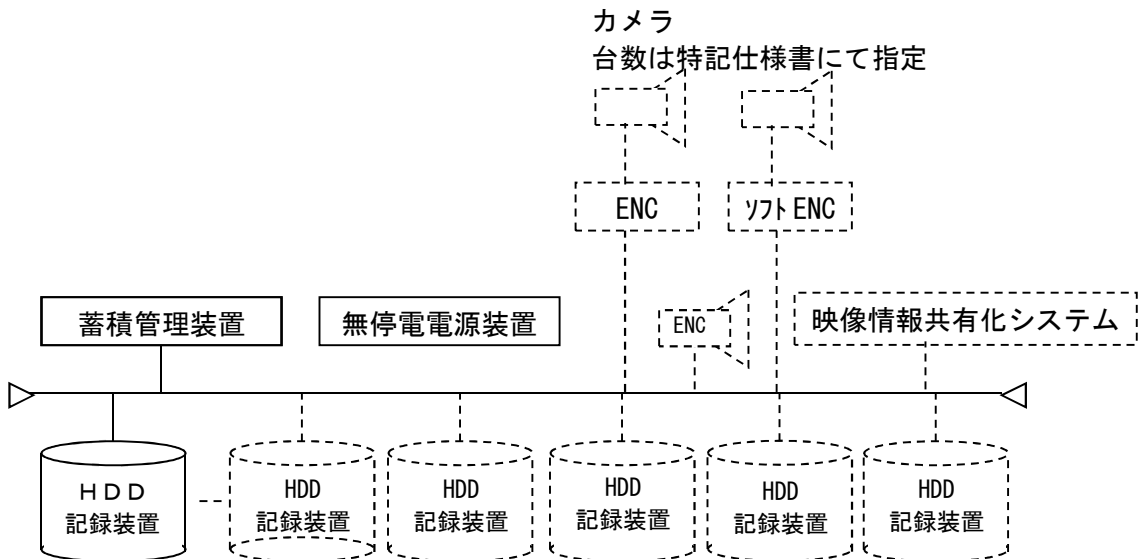 カメラ
台数は特記仕様書にて指定
ENC
ｿﾌﾄ ENC
蓄積管理装置
無停電電源装置
ENC
映像情報共有化システム
ＨＤＤ
記録装置
HDD
記録装置
HDD
記録装置
HDD
記録装置
HDD
記録装置
HDD
記録装置